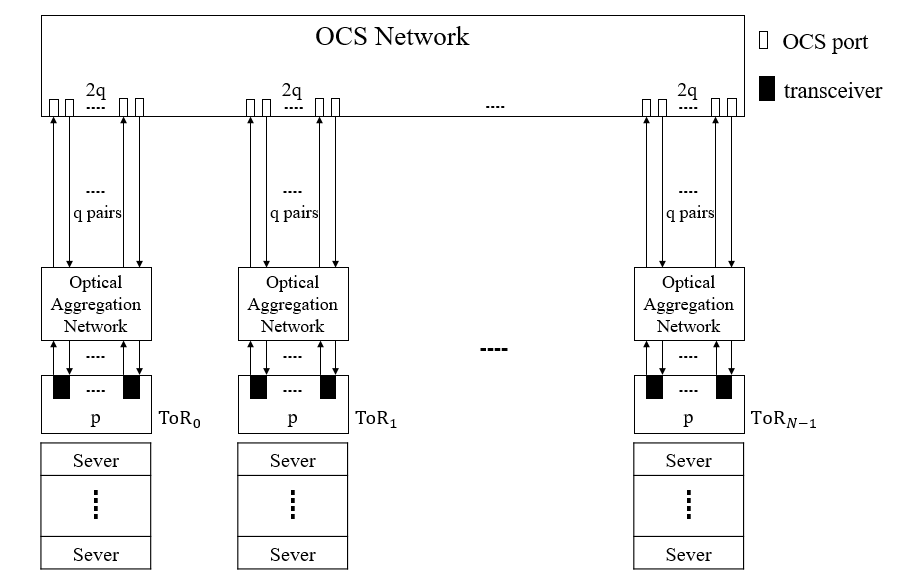 OCS Network
OCS port
transceiver
2q
2q
2q
q pairs
q pairs
q pairs
Optical
Aggregation
Network
Optical
Aggregation
Network
Optical
Aggregation
Network
p
ToR₀
p
ToR₁
p
ToR_{N−1}
Sever
Sever
Sever
Sever
Sever
Sever